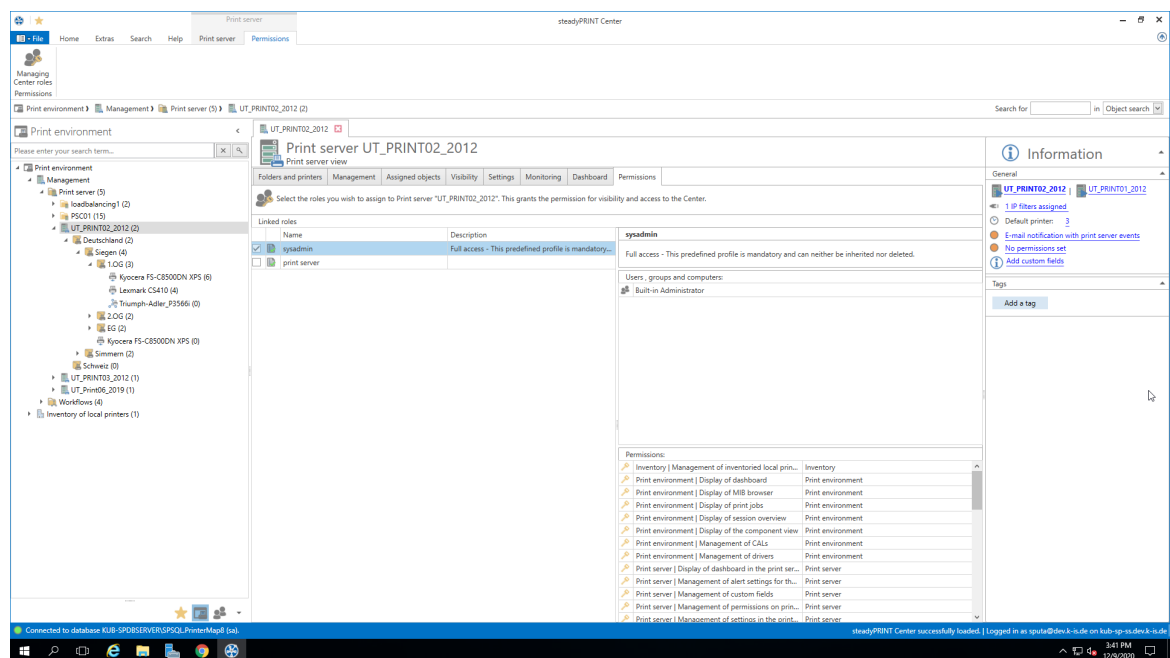 Print server
steadyPRINT Center
File Home Extras Search Help Print server Permissions
Managing
Center roles
Permissions
Print environment Management Print server (5) UT_PRINT02_2012 (2)
Search for in Object search
Print environment
Please enter your search term...
Print environment
Management
Print server (5)
loadbalancing1 (2)
PSC01 (15)
UT_PRINT02_2012 (2)
Deutschland (2)
Siegen (4)
1.OG (3)
Kyocera FS-C8500DN XPS (6)
Lexmark CS410 (4)
Triumph-Adler_P3566i (0)
2.OG (2)
EG (2)
Kyocera FS-C8500DN XPS (0)
Simmern (2)
Schweiz (0)
UT_PRINT03_2012 (1)
UT_Print06_2019 (1)
Workflows (4)
Inventory of local printers (1)
UT_PRINT02_2012
Print server UT_PRINT02_2012
Print server view
Folders and printers Management Assigned objects Visibility Settings Monitoring Dashboard Permissions
Select the roles you wish to assign to Print server "UT_PRINT02_2012". This grants the permission for visibility and access to the Center.
Linked roles
Name Description
sysadmin Full access - This predefined profile is mandatory...
print server
sysadmin
Full access - This predefined profile is mandatory and can neither be inherited nor deleted.
Users, groups and computers:
Built-in Administrator
Permissions:
Inventory | Management of inventoried local prin... Inventory
Print environment | Display of dashboard Print environment
Print environment | Display of MIB browser Print environment
Print environment | Display of print jobs Print environment
Print environment | Display of session overview Print environment
Print environment | Display of the component view Print environment
Print environment | Management of CALs Print environment
Print environment | Management of drivers Print environment
Print server | Display of dashboard in the print ser... Print server
Print server | Management of alert settings for th... Print server
Print server | Management of custom fields Print server
Print server | Management of permissions on prin... Print server
Print server | Management of settings in the print... Print server
Information
General
UT_PRINT02_2012 | UT_PRINT01_2012
1 IP filters assigned
Default printer: 3
E-mail notification with print server events
No permissions set
Add custom fields
Tags
Add a tag
Connected to database KUB-SPDBSERVER\SPSQL.PrinterMap8 (sa).
steadyPRINT Center successfully loaded. | Logged in as sputa@dev.k-is.de on kub-sp-ss.dev.k-is.de
3:41 PM
12/9/2020